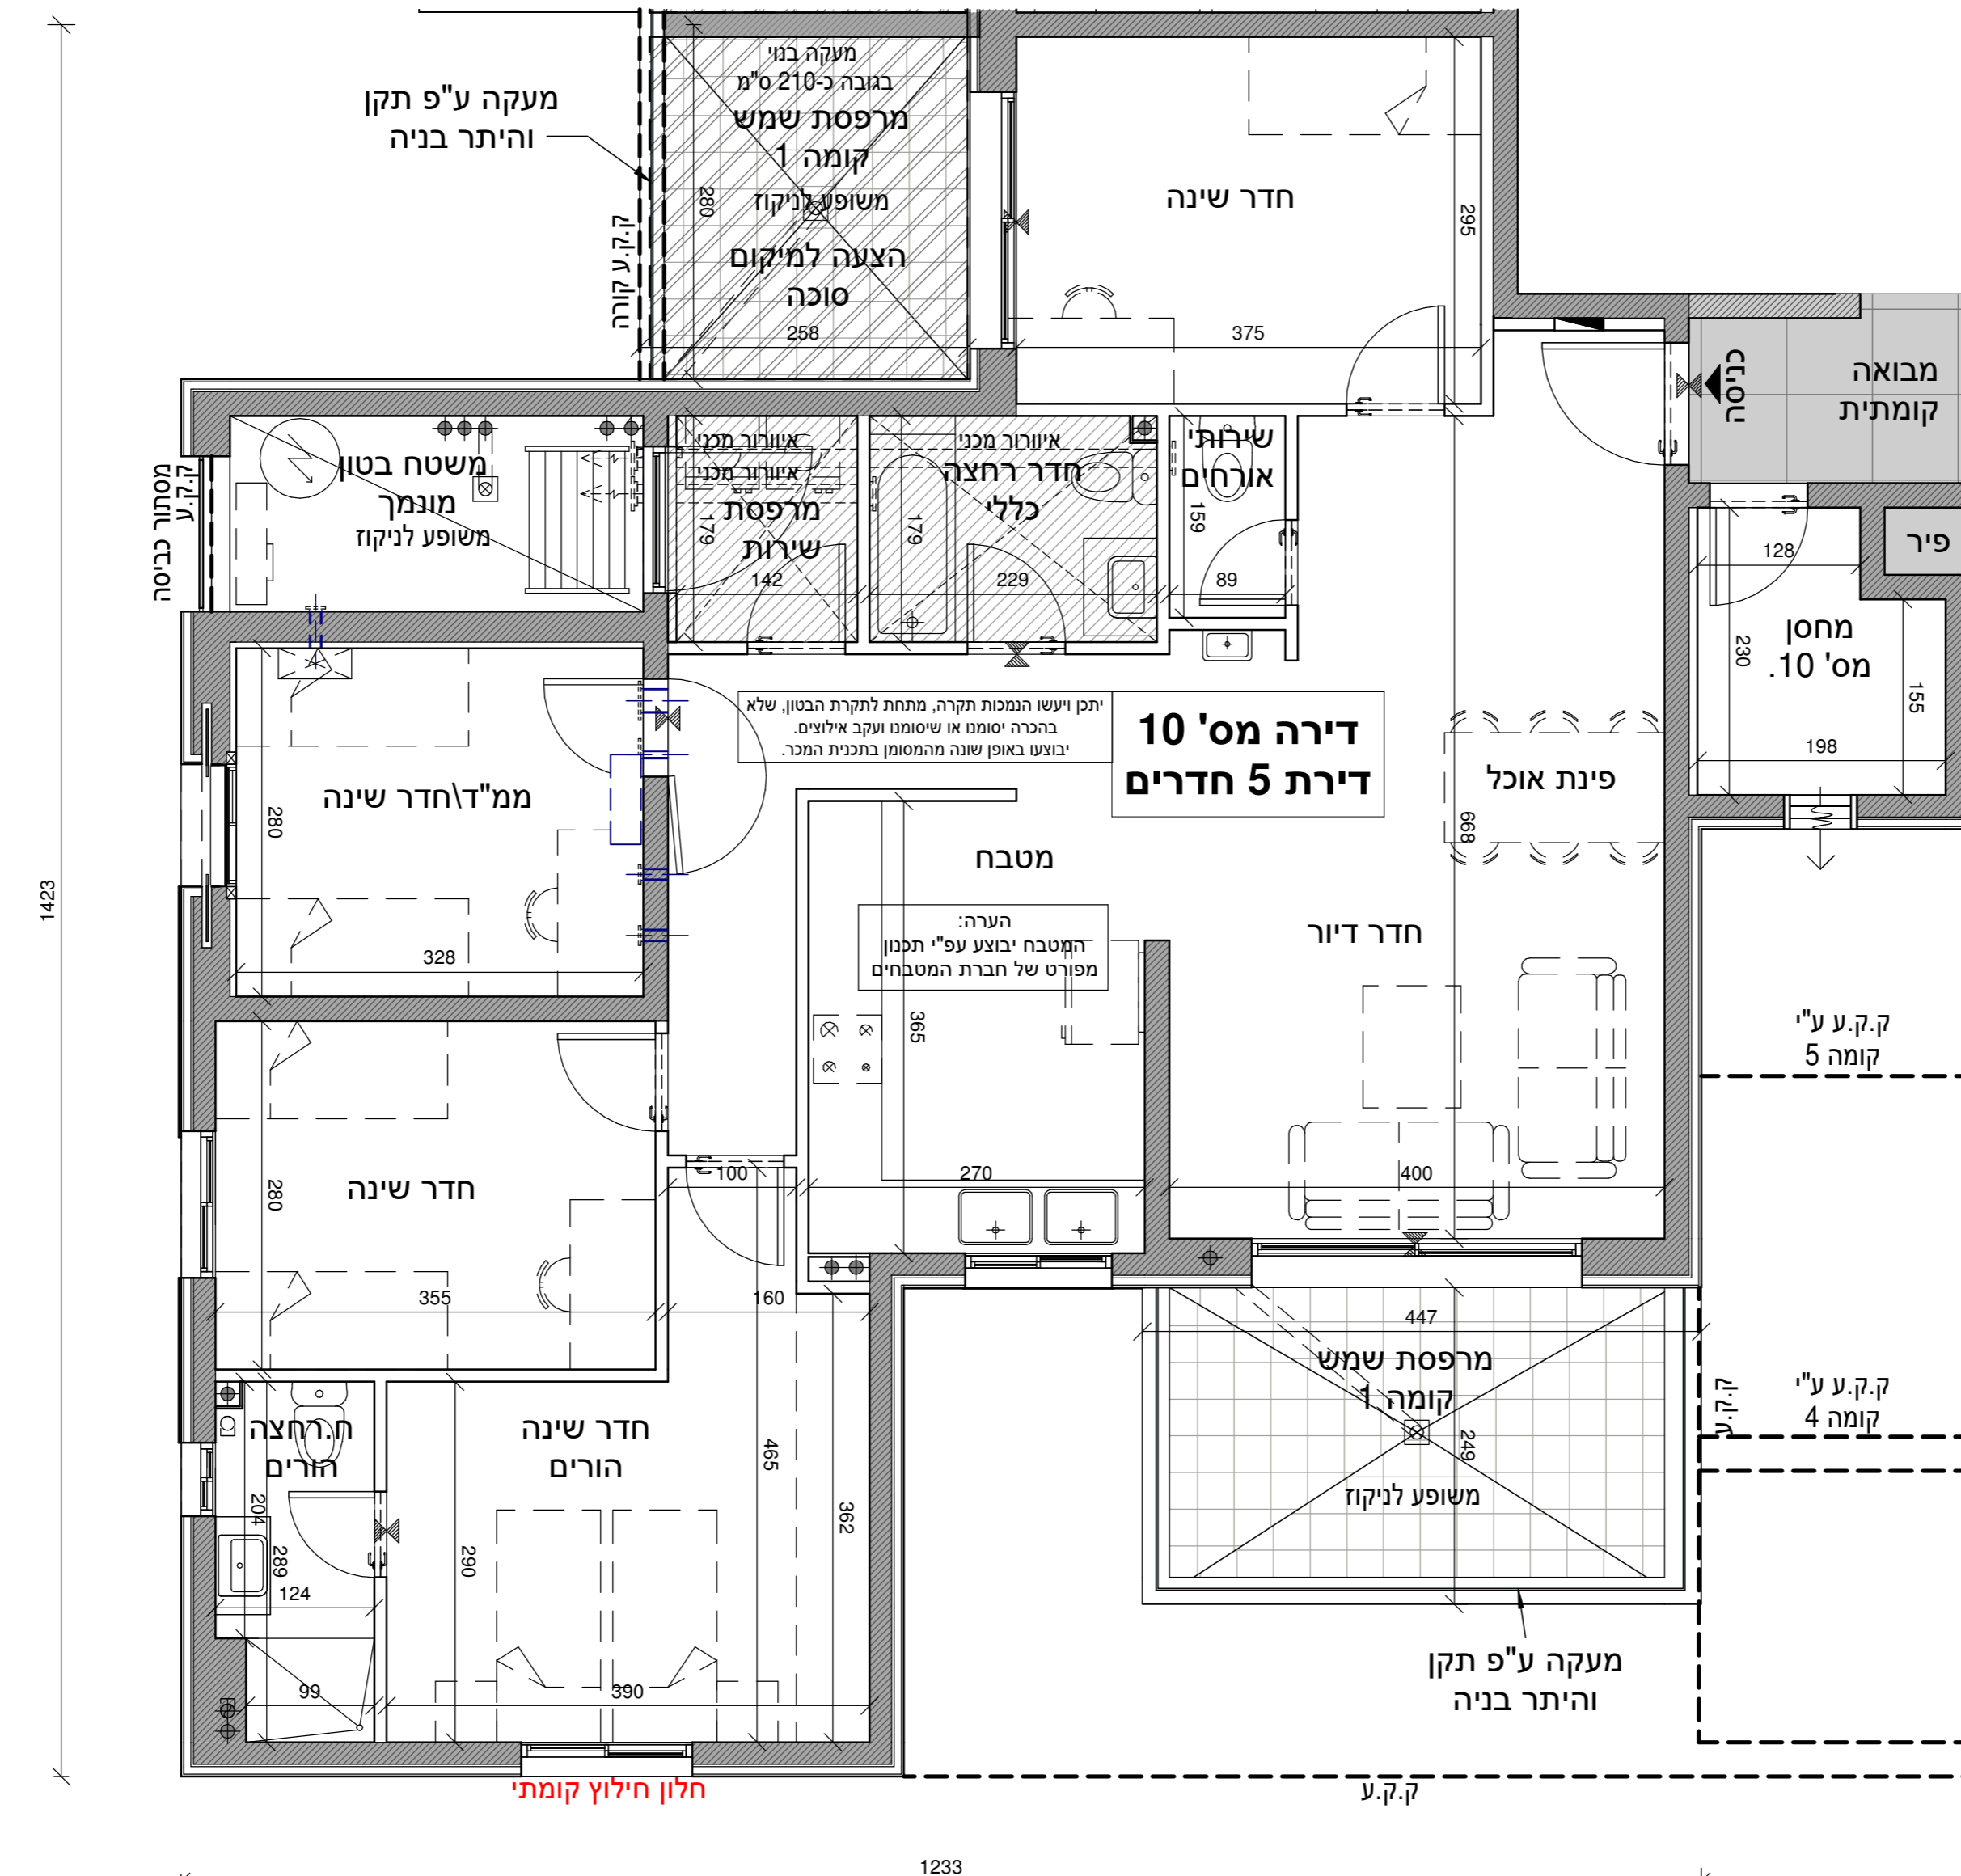 מעקה בנוי
בגובה כ-210 ס"מ
מרפסת שמש
קומה 1
משופע לניקוז
הצעה למיקום
סוכה
280
258
מעקה ע"פ תקן
והיתר בניה
ק.ק.ע קורה
חדר שינה
295
375
כניסה
מבואה
קומתית
פיר
128
מחסן
מס' 10.
230
155
198
משטח בטון
מונמך
משופע לניקוז
מסתור כביסה
ק.ק.ע
איוורור מכני
איוורור מכני
מרפסת
שירות
179
142
איוורור מכני
חדר רחצה
כללי
179
229
שירותי
אורחים
159
89
יתכן ויעשו הנמכות תקרה, מתחת לתקרת הבטון, שלא
בהכרה יסומנו או שיסומנו ועקב אילוצים.
יבוצעו באופן שונה מהמסומן בתכנית המכר.
דירה מס' 10
דירת 5 חדרים
פינת אוכל
668
ממ"ד\חדר שינה
280
328
מטבח
הערה:
המטבח יבוצע עפ"י תכנון
מפורט של חברת המטבחים
365
270
חדר דיור
400
1423
חדר שינה
280
355
100
160
ק.ק.ע ע"י
קומה 5
ק.ק.ע ע"י
קומה 4
ק.ק.ע
447
מרפסת שמש
קומה 1
249
משופע לניקוז
מעקה ע"פ תקן
והיתר בניה
ח.רחצה
הורים
204
289
124
99
חדר שינה
הורים
465
362
290
390
חלון חילוץ קומתי
ק.ק.ע
1233